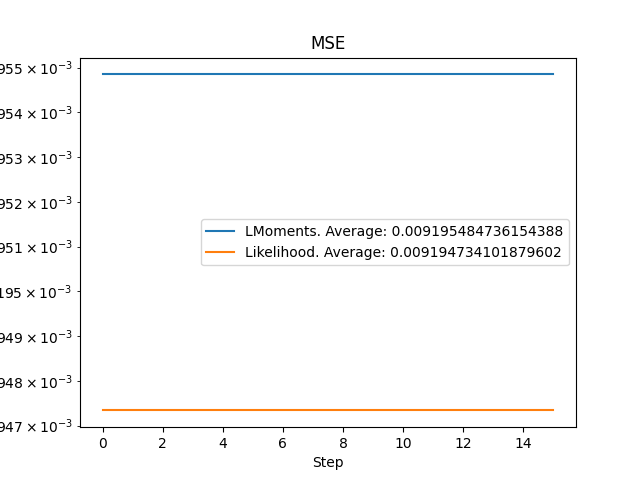 MSE
955 × 10⁻³
954 × 10⁻³
953 × 10⁻³
952 × 10⁻³
LMoments. Average: 0.009195484736154388
951 × 10⁻³
Likelihood. Average: 0.009194734101879602
195 × 10⁻³
949 × 10⁻³
948 × 10⁻³
947 × 10⁻³
0 2 4 6 8 10 12 14
Step